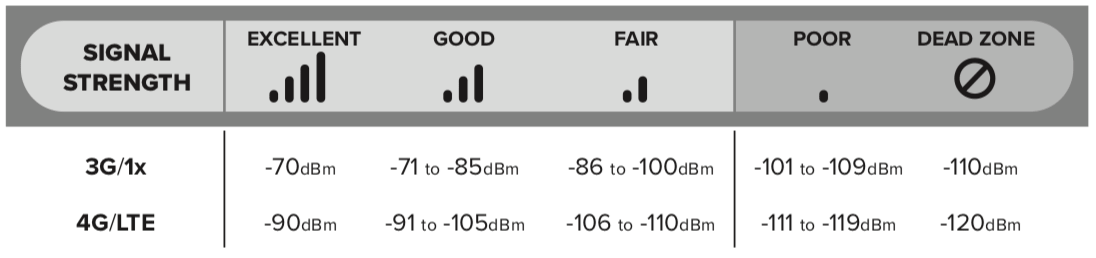 SIGNAL STRENGTH EXCELLENT GOOD FAIR POOR DEAD ZONE
3G/1x -70dBm -71 to -85dBm -86 to -100dBm -101 to -109dBm -110dBm
4G/LTE -90dBm -91 to -105dBm -106 to -110dBm -111 to -119dBm -120dBm